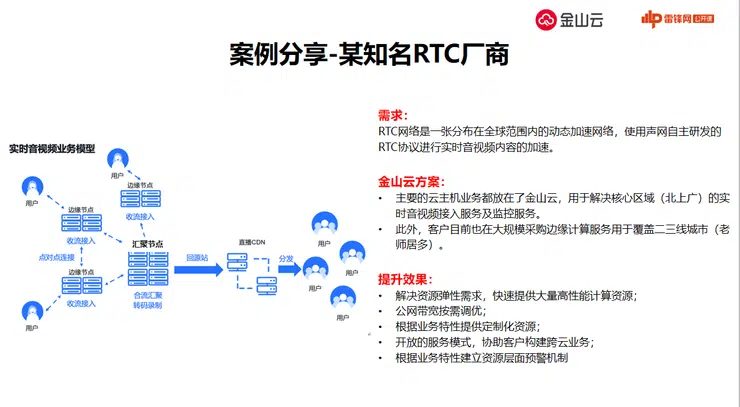 金山云
雷锋网 公开课
案例分享-某知名RTC厂商
实时音视频业务模型
用户
边缘节点
收流接入
用户
边缘节点
收流接入
点对点连接
边缘节点
收流接入
用户
汇聚节点
合流汇聚
转码录制
回源站
直播CDN
分发
用户
用户
用户
用户
需求：
RTC网络是一张分布在全球范围内的动态加速网络，使用声网自主研发的
RTC协议进行实时音视频内容的加速。
金山云方案：
• 主要的云主机业务都放在了金山云，用于解决核心区域（北上广）的实
时音视频接入服务及监控服务。
• 此外，客户目前也在大规模采购边缘计算服务用于覆盖二三线城市（老
师居多）。
提升效果：
• 解决资源弹性需求，快速提供大量高性能计算资源；
• 公网带宽按需调优；
• 根据业务特性提供定制化资源；
• 开放的服务模式，协助客户构建跨云业务；
• 根据业务特性建立资源层面预警机制